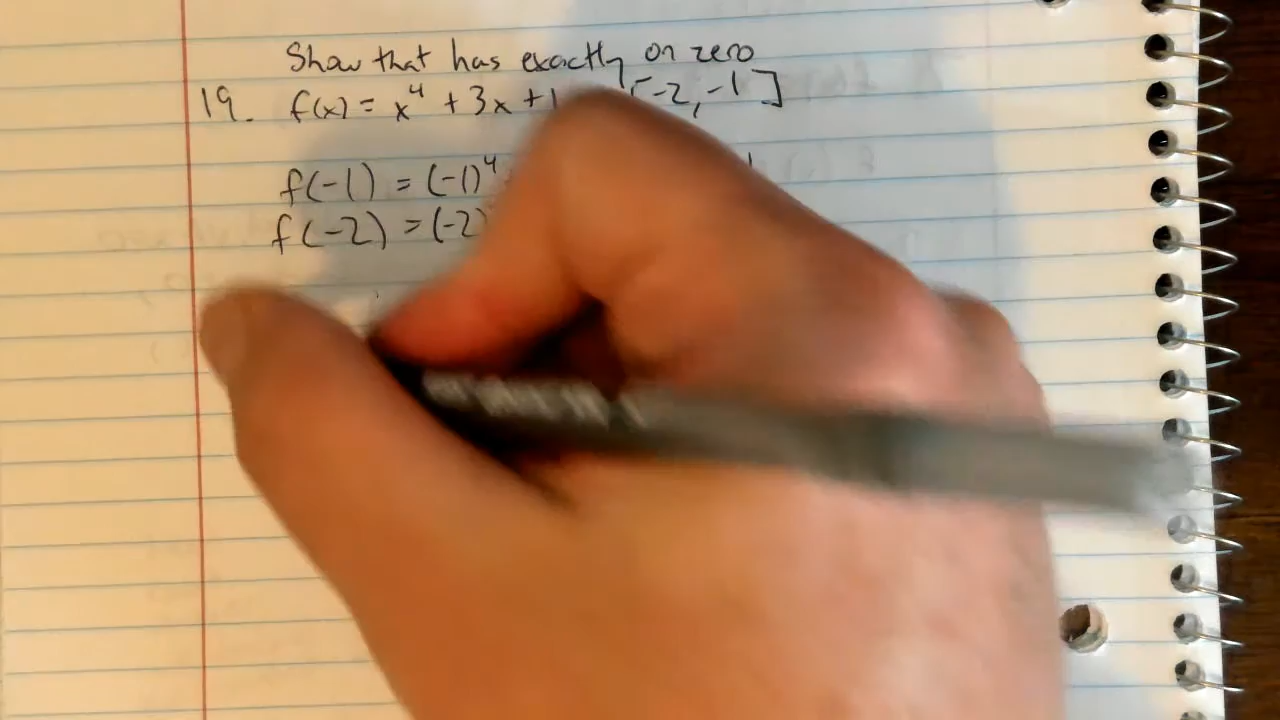 Show that has exactly on zero
19. f(x) = x⁴ + 3x + 1 [-2, -1]
f(-1) = (-1)⁴
f(-2) = (-2)